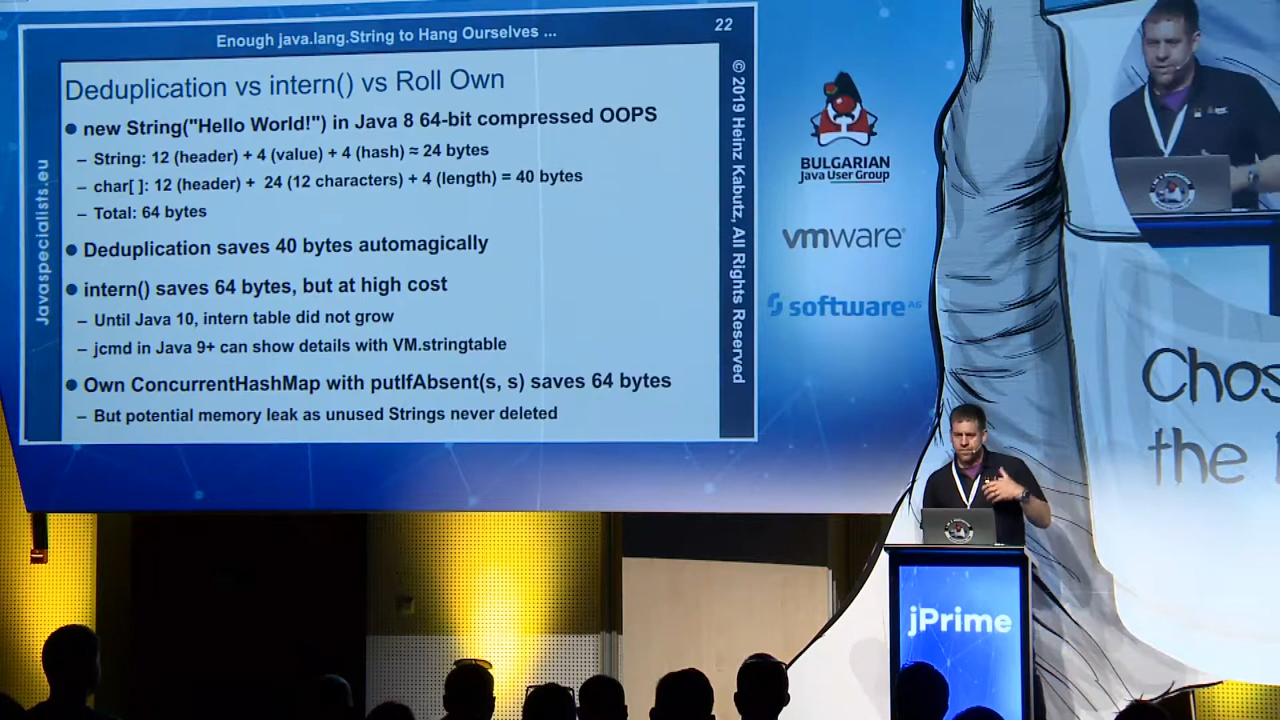 Enough java.lang.String to Hang Ourselves ...
22
Deduplication vs intern() vs Roll Own
● new String("Hello World!") in Java 8 64-bit compressed OOPS
– String: 12 (header) + 4 (value) + 4 (hash) ≈ 24 bytes
– char[ ]: 12 (header) + 24 (12 characters) + 4 (length) = 40 bytes
– Total: 64 bytes
● Deduplication saves 40 bytes automagically
● intern() saves 64 bytes, but at high cost
– Until Java 10, intern table did not grow
– jcmd in Java 9+ can show details with VM.stringtable
● Own ConcurrentHashMap with putIfAbsent(s, s) saves 64 bytes
– But potential memory leak as unused Strings never deleted
Javaspecialists.eu
© 2019 Heinz Kabutz, All Rights Reserved
BULGARIAN
Java User Group
vmware
software AG
Chos
the
jPrime